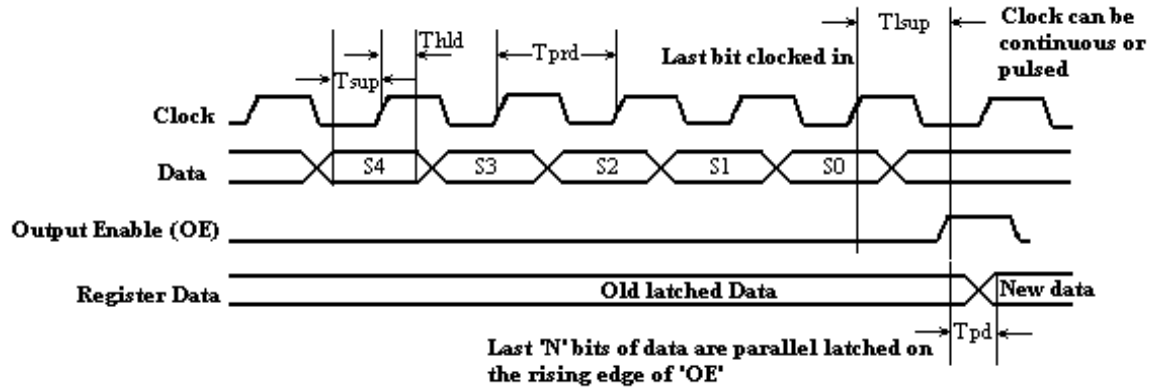 Tlsup
Clock can be
continuous or
pulsed
Thld
Tprd
Last bit clocked in
Tsup
Clock
Data
S4
S3
S2
S1
S0
Output Enable (OE)
Register Data
Old latched Data
New data
Tpd
Last 'N' bits of data are parallel latched on
the rising edge of 'OE'